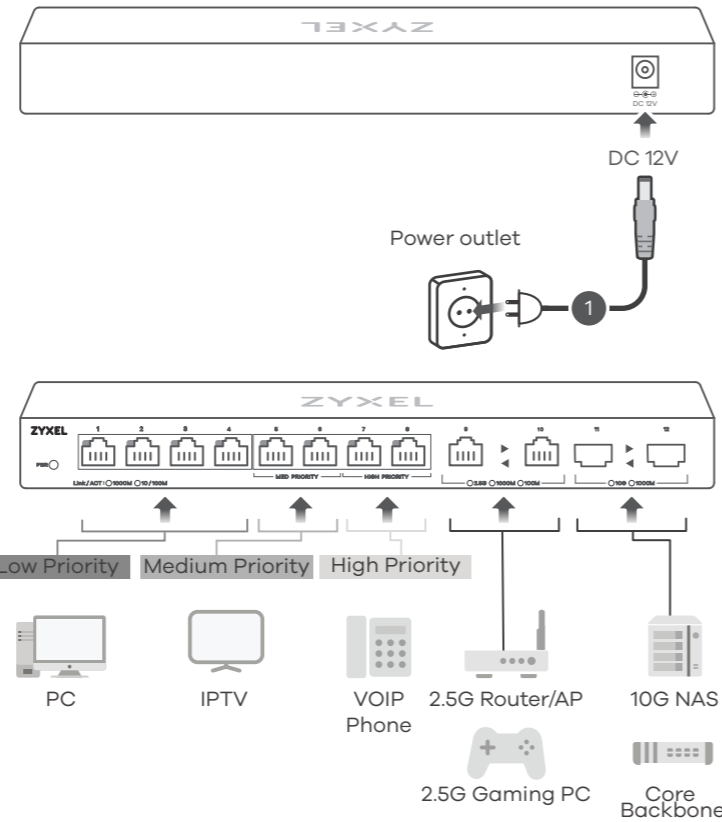 ZYXEL
DC 12V
DC 12V
Power outlet
1
ZYXEL
ZYXEL
1 2 3 4 5 6 7 8 9 10 11 12
PWR
Link/ACT: 1000M 10/100M
MED PRIORITY
HIGH PRIORITY
2.5G 1000M 100M
10G 1000M
Low Priority
Medium Priority
High Priority
PC
IPTV
VOIP
Phone
2.5G Router/AP
10G NAS
2.5G Gaming PC
Core
Backbone